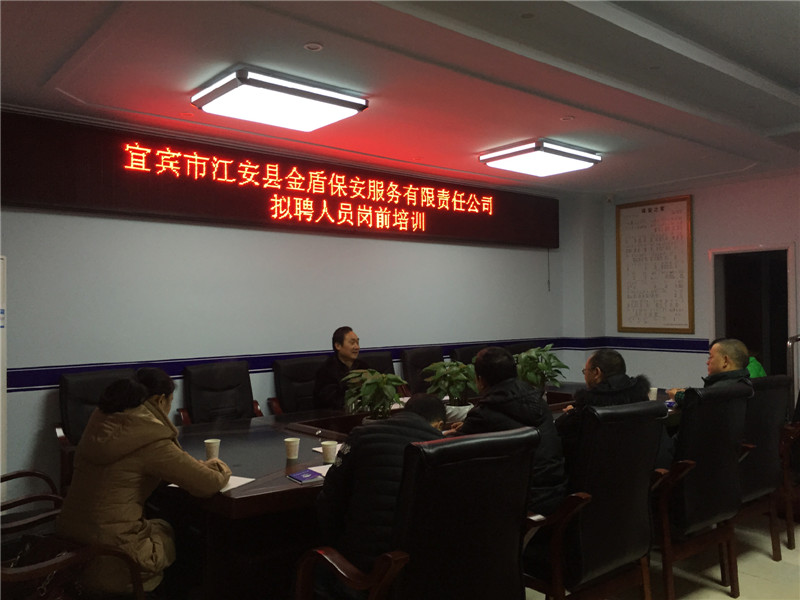 宜宾市江安县金盾保安服务有限责任公司
拟聘人员岗前培训